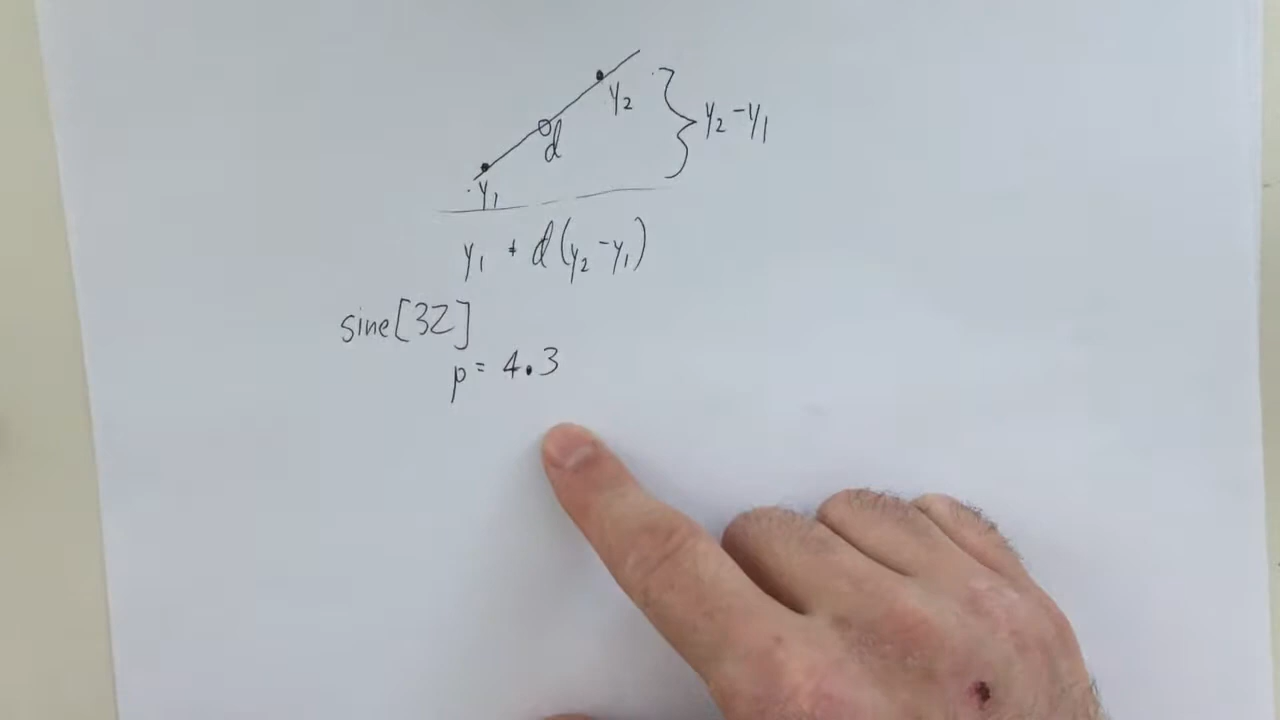 y₂
y₂-y₁
d
y₁
y₁ + d(y₂-y₁)
sine[32]
p= 4.3